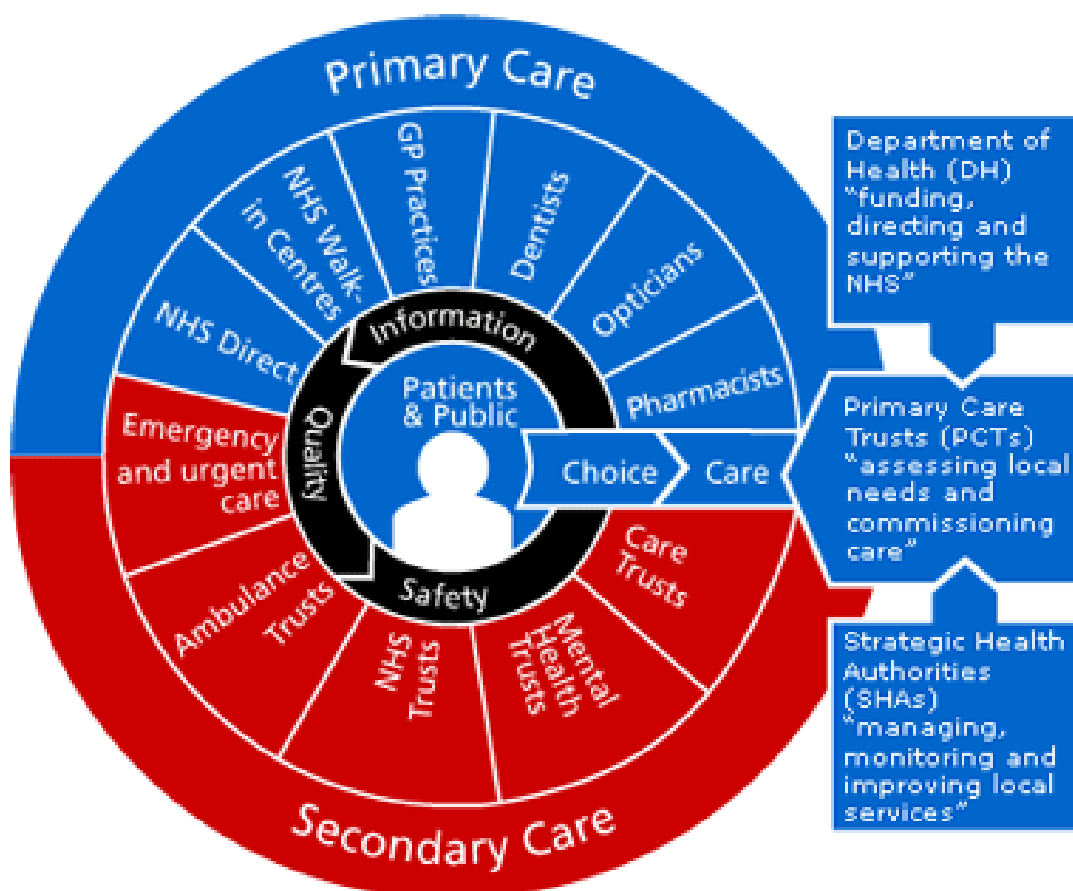 Primary Care
NHS Direct
NHS Walk-
in Centres
GP Practices
Dentists
Opticians
Pharmacists
Information
Quality
Safety
Patients
& Public
Choice
Care
Emergency
and urgent
care
Ambulance
Trusts
NHS
Trusts
Mental
Health
Trusts
Care
Trusts
Secondary Care
Department of
Health (DH)
“funding,
directing and
supporting the
NHS”
Primary Care
Trusts (PCTs)
“assessing local
needs and
commissioning
care”
Strategic Health
Authorities
(SHAs)
“managing,
monitoring and
improving local
services”